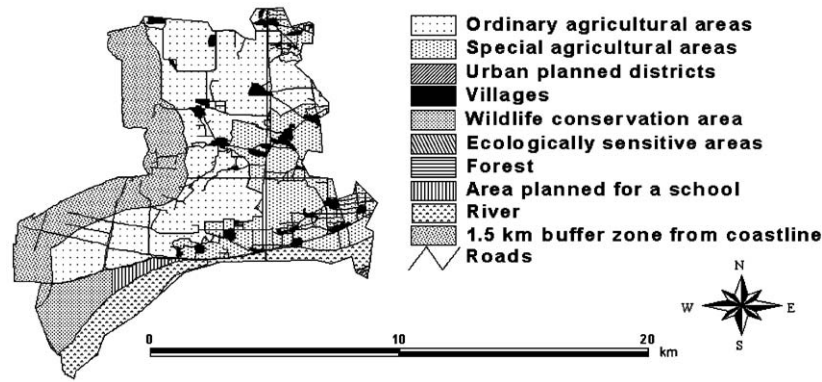 Ordinary agricultural areas
Special agricultural areas
Urban planned districts
Villages
Wildlife conservation area
Ecologically sensitive areas
Forest
Area planned for a school
River
1.5 km buffer zone from coastline
Roads
N
W E
S
0 10 20
km